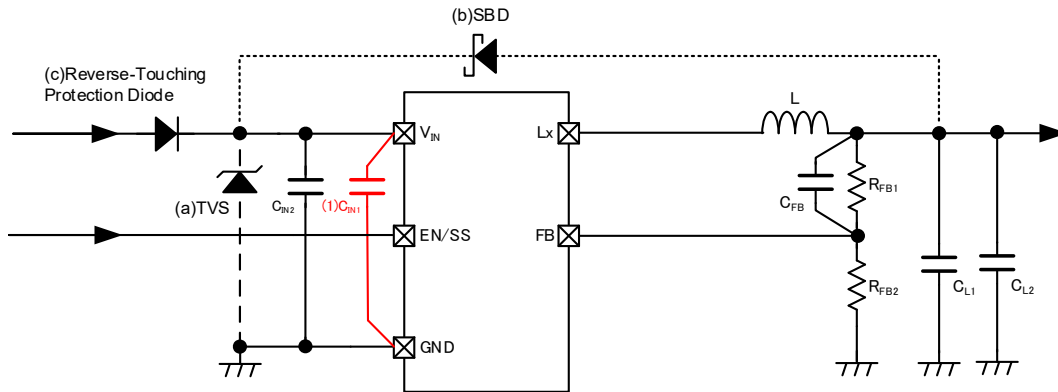 (b)SBD
(c)Reverse-Touching
Protection Diode
L
VIN
Lx
(a)TVS
CIN2
(1)CIN1
CFB
RFB1
EN/SS
FB
RFB2
CL1
CL2
GND